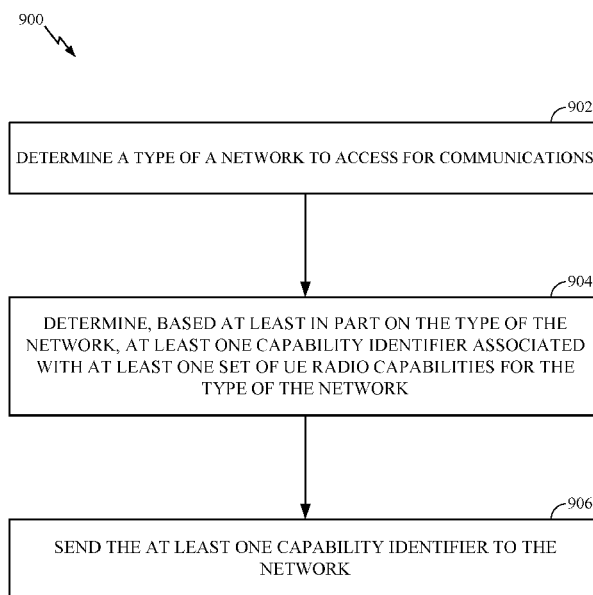 900
902
DETERMINE A TYPE OF A NETWORK TO ACCESS FOR COMMUNICATIONS
904
DETERMINE, BASED AT LEAST IN PART ON THE TYPE OF THE
NETWORK, AT LEAST ONE CAPABILITY IDENTIFIER ASSOCIATED
WITH AT LEAST ONE SET OF UE RADIO CAPABILITIES FOR THE
TYPE OF THE NETWORK
906
SEND THE AT LEAST ONE CAPABILITY IDENTIFIER TO THE
NETWORK